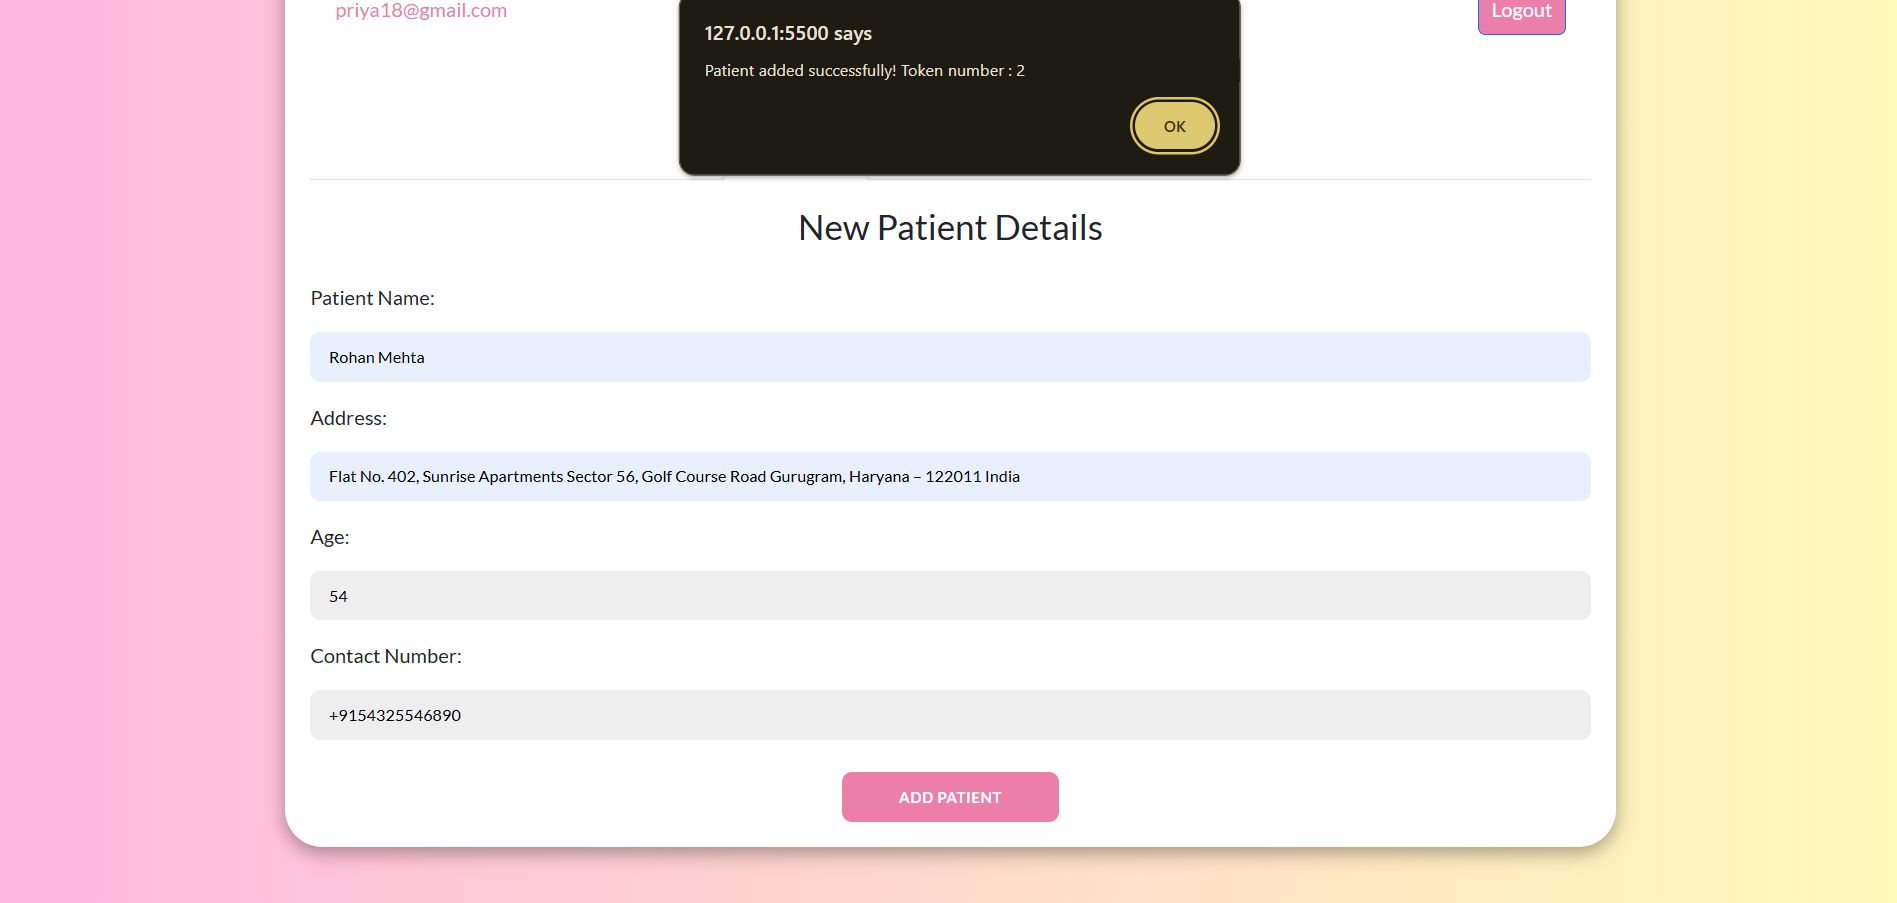 priya18@gmail.com
Logout
127.0.0.1:5500 says
Patient added successfully! Token number : 2
OK
New Patient Details
Patient Name:
Rohan Mehta
Address:
Flat No. 402, Sunrise Apartments Sector 56, Golf Course Road Gurugram, Haryana – 122011 India
Age:
54
Contact Number:
+9154325546890
ADD PATIENT